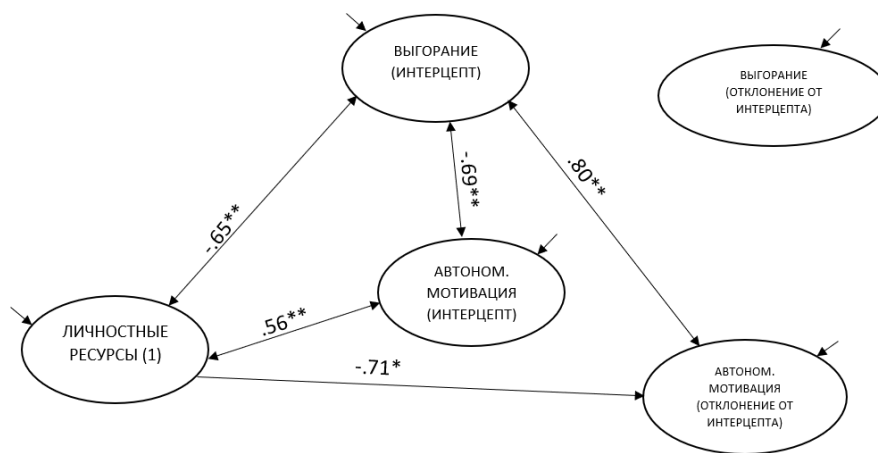 ВЫГОРАНИЕ
(ИНТЕРЦЕПТ)
ВЫГОРАНИЕ
(ОТКЛОНЕНИЕ ОТ
ИНТЕРЦЕПТА)
-.65**
-.69**
.80**
АВТОНОМ.
МОТИВАЦИЯ
(ИНТЕРЦЕПТ)
ЛИЧНОСТНЫЕ
РЕСУРСЫ (1)
.56**
-.71*
АВТОНОМ.
МОТИВАЦИЯ
(ОТКЛОНЕНИЕ ОТ
ИНТЕРЦЕПТА)